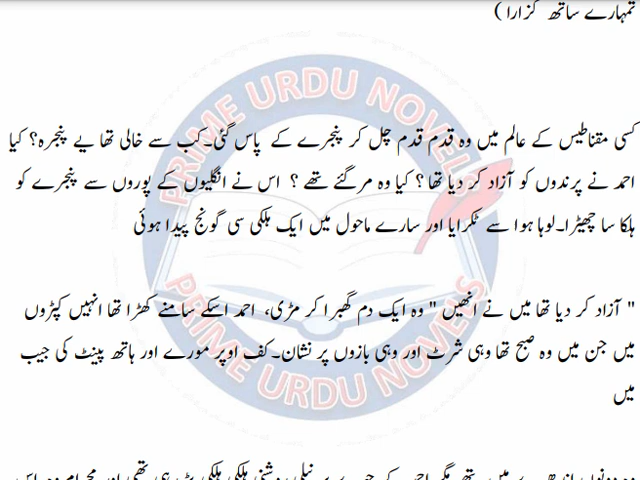 تمہارے ساتھ گزارا )
کسی مقناطیس کے عالم میں وہ قدم قدم چل کر پنجرے کے پاس گئی۔کب سے خالی تھا یے پنجرہ؟ کیا
احمد نے پرندوں کو آزاد کر دیا تھا ؟ کیا وہ مر گئے تھے ؟ اس نے انگلیوں کے پوروں سے پنجرے کو
ہلکا سا چھیڑا۔لوہا ہوا سے ٹکرایا اور سارے ماحول میں ایک ہلکی سی گونج پیدا ہوئی
" آزاد کر دیا تھا میں نے انھیں " وہ ایک دم گھبرا کر مڑی، احمد اسکے سامنے کھڑا تھا انہیں کپڑوں
میں جن میں وہ صبح تھا وہی شرٹ اور وہی بازوں پر نشان۔کف اوپر موڑے اور ہاتھ پینٹ کی جیب
میں
PRIME URDU NOVELS
PRIME URDU NOVELS